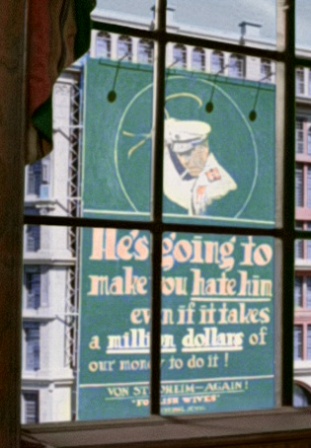 He's going to
make you hate him
even if it takes
a million dollars of
our money to do it!
VON STROHEIM—AGAIN!
"FOOLISH WIVES"